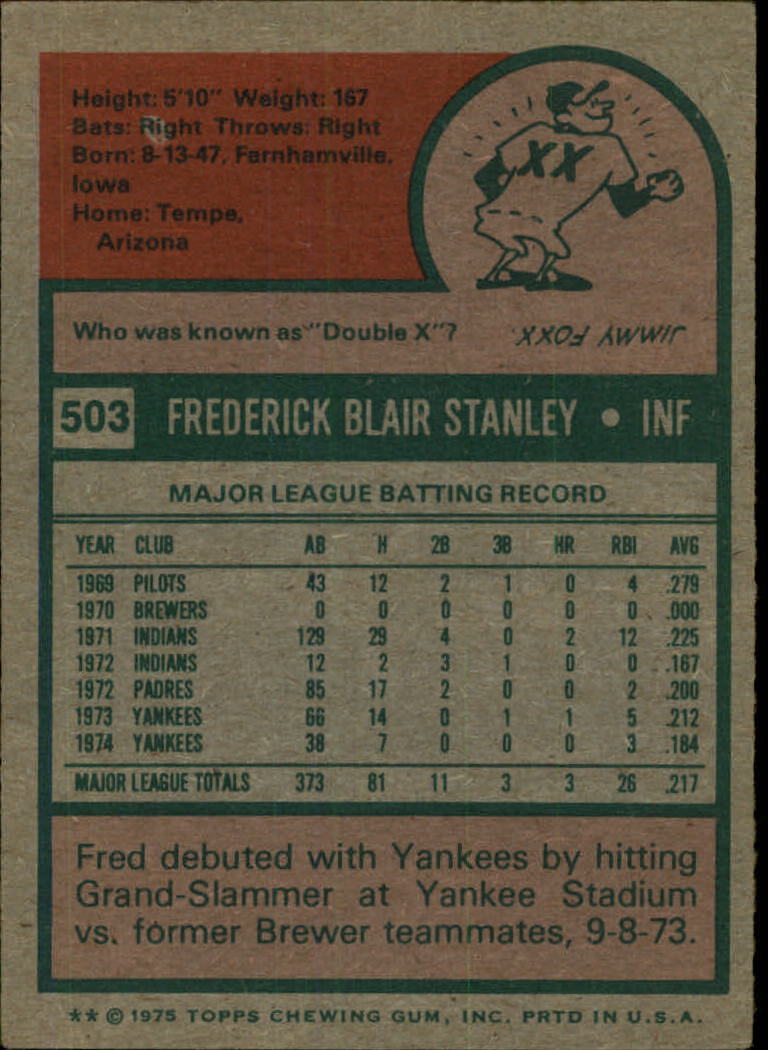 Height: 5'10" Weight: 167
Bats: Right Throws: Right
Born: 8-13-47, Farnhamville,
Iowa
Home: Tempe,
Arizona
XX
Who was known as "Double X"? JIMMY FOXX.
503 FREDERICK BLAIR STANLEY • INF
MAJOR LEAGUE BATTING RECORD
YEAR CLUB AB H 2B 3B HR RBI AVG
1969 PILOTS 43 12 2 1 0 4 .279
1970 BREWERS 0 0 0 0 0 0 .000
1971 INDIANS 129 29 4 0 2 12 .225
1972 INDIANS 12 2 3 1 0 0 .167
1972 PADRES 85 17 2 0 0 2 .200
1973 YANKEES 66 14 0 1 1 5 .212
1974 YANKEES 38 7 0 0 0 3 .184
MAJOR LEAGUE TOTALS 373 81 11 3 3 26 .217
Fred debuted with Yankees by hitting
Grand-Slammer at Yankee Stadium
vs. former Brewer teammates, 9-8-73.
** © 1975 TOPPS CHEWING GUM, INC. PRTD IN U.S.A.